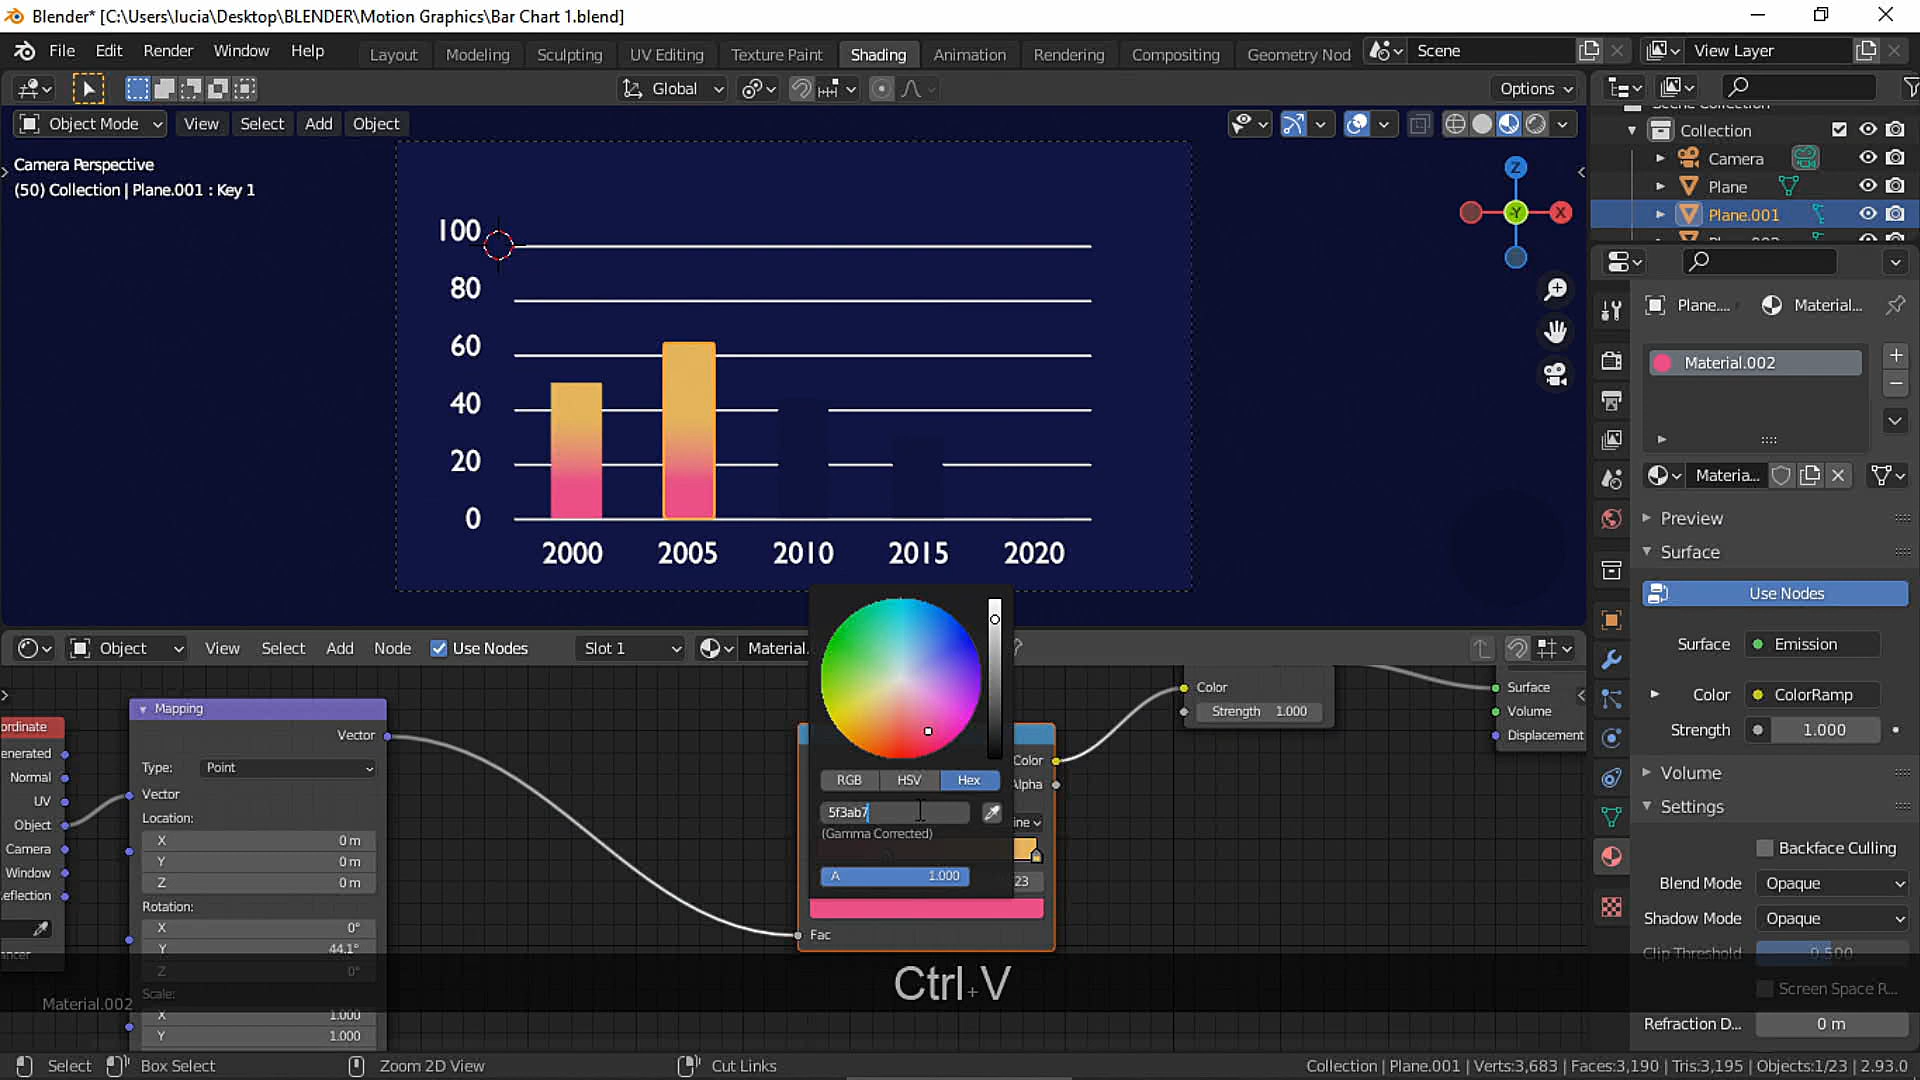 Blender* [C:\Users\lucia\Desktop\BLENDER\Motion Graphics\Bar Chart 1.blend]
File Edit Render Window Help Layout Modeling Sculpting UV Editing Texture Paint Shading Animation Rendering Compositing Geometry Nod Scene View Layer
Global Options
Object Mode View Select Add Object
Collection
Camera Perspective
Camera
(50) Collection | Plane.001 : Key 1
Plane
Plane.001
Z
-Y
X
100
80
60
40
20
0
2000 2005 2010 2015 2020
Plane.... Material...
Material.002
Materia...
Preview
Surface
Use Nodes
Surface Emission
Color ColorRamp
Strength 1.000
Volume
Settings
Backface Culling
Blend Mode Opaque
Shadow Mode Opaque
Clip Threshold 0.500
Screen Space R...
Refraction D... 0 m
Object View Select Add Node Use Nodes Slot 1 Material.
ordinate
enerated
Normal
UV
Object
Camera
Window
eflection
Mapping
Vector
Type: Point
Vector
Location:
X 0 m
Y 0 m
Z 0 m
Rotation:
X 0°
Y 44.1°
Z 0°
Scale:
X 1.000
Y 1.000
RGB HSV Hex
5f3ab7
(Gamma Corrected)
A 1.000
Color
Alpha
ine
23
Fac
Color
Strength 1.000
Surface
Volume
Displacement
Ctrl+V
Material.002
Select Box Select Zoom 2D View Cut Links Collection | Plane.001 | Verts:3,683 | Faces:3,190 | Tris:3,195 | Objects:1/23 | 2.93.0